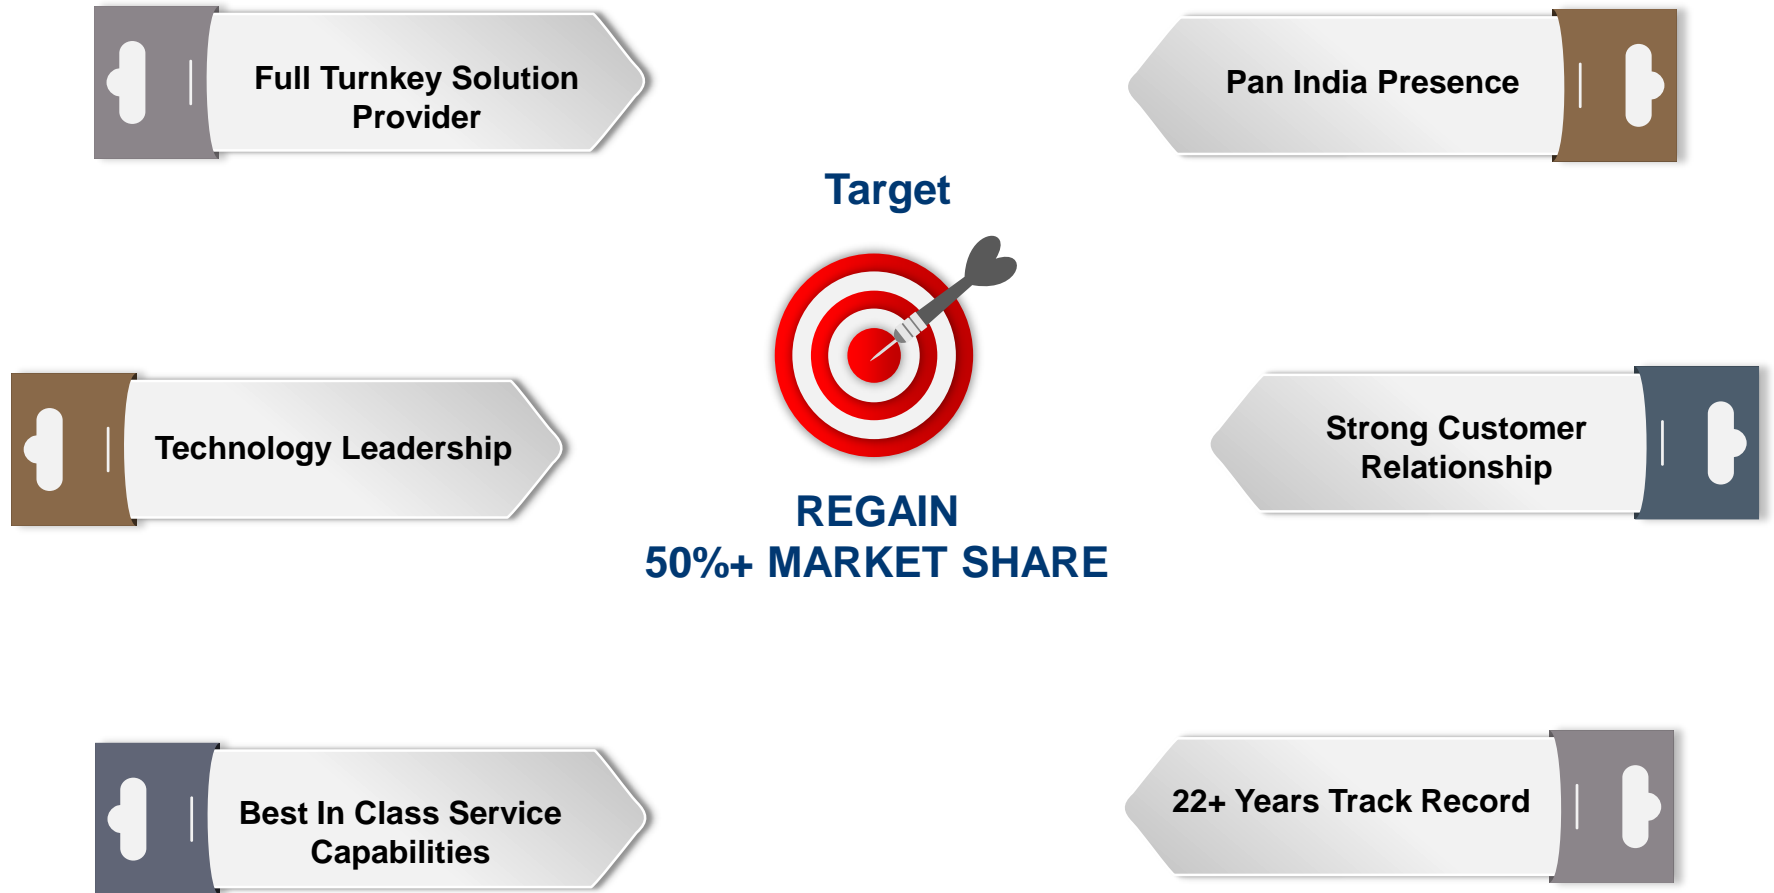 Full Turnkey Solution
Provider
Pan India Presence
Target
Technology Leadership
Strong Customer
Relationship
REGAIN
50%+ MARKET SHARE
Best In Class Service
Capabilities
22+ Years Track Record